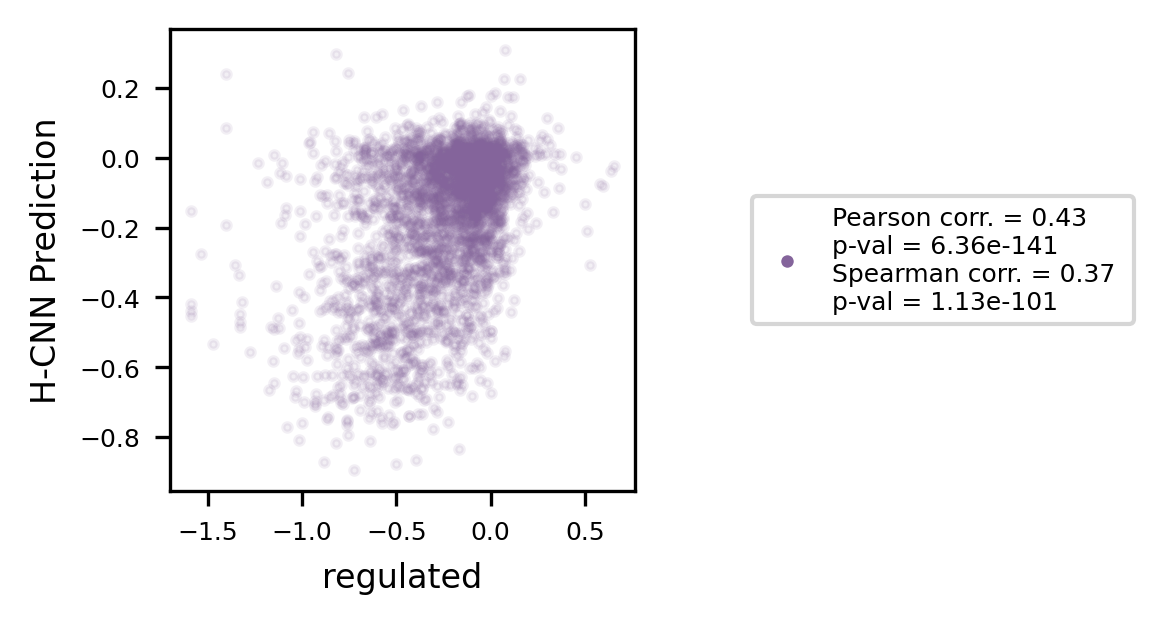 H-CNN Prediction
0.2
0.0
−0.2
−0.4
−0.6
−0.8
−1.5
−1.0
−0.5
0.0
0.5
regulated
Pearson corr. = 0.43
p-val = 6.36e-141
Spearman corr. = 0.37
p-val = 1.13e-101